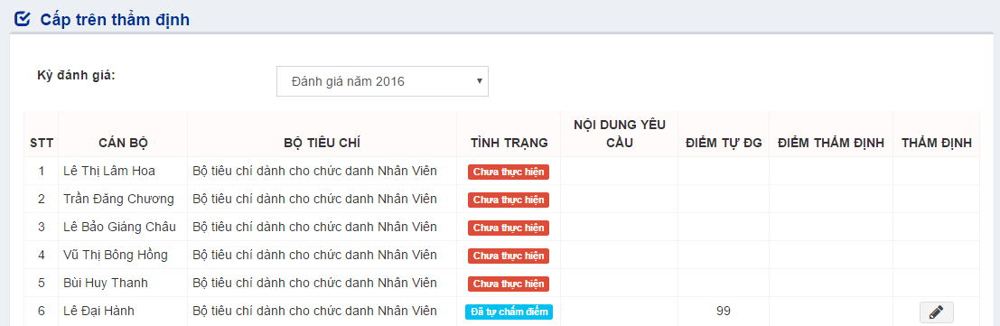 Cấp trên thẩm định
Kỳ đánh giá:
Đánh giá năm 2016
STT CÁN BỘ BỘ TIÊU CHÍ TÌNH TRẠNG NỘI DUNG YÊU CẦU ĐIỂM TỰ ĐG ĐIỂM THẨM ĐỊNH THẨM ĐỊNH
1 Lê Thị Lâm Hoa Bộ tiêu chí dành cho chức danh Nhân Viên Chưa thực hiện
2 Trần Đăng Chương Bộ tiêu chí dành cho chức danh Nhân Viên Chưa thực hiện
3 Lê Bảo Giáng Châu Bộ tiêu chí dành cho chức danh Nhân Viên Chưa thực hiện
4 Vũ Thị Bông Hồng Bộ tiêu chí dành cho chức danh Nhân Viên Chưa thực hiện
5 Bùi Huy Thanh Bộ tiêu chí dành cho chức danh Nhân Viên Chưa thực hiện
6 Lê Đại Hành Bộ tiêu chí dành cho chức danh Nhân Viên Đã tự chấm điểm 99